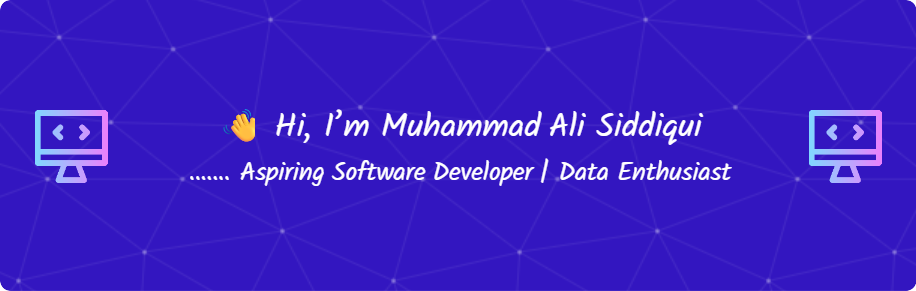 👋 Hi, I’m Muhammad Ali Siddiqui
....... Aspiring Software Developer | Data Enthusiast